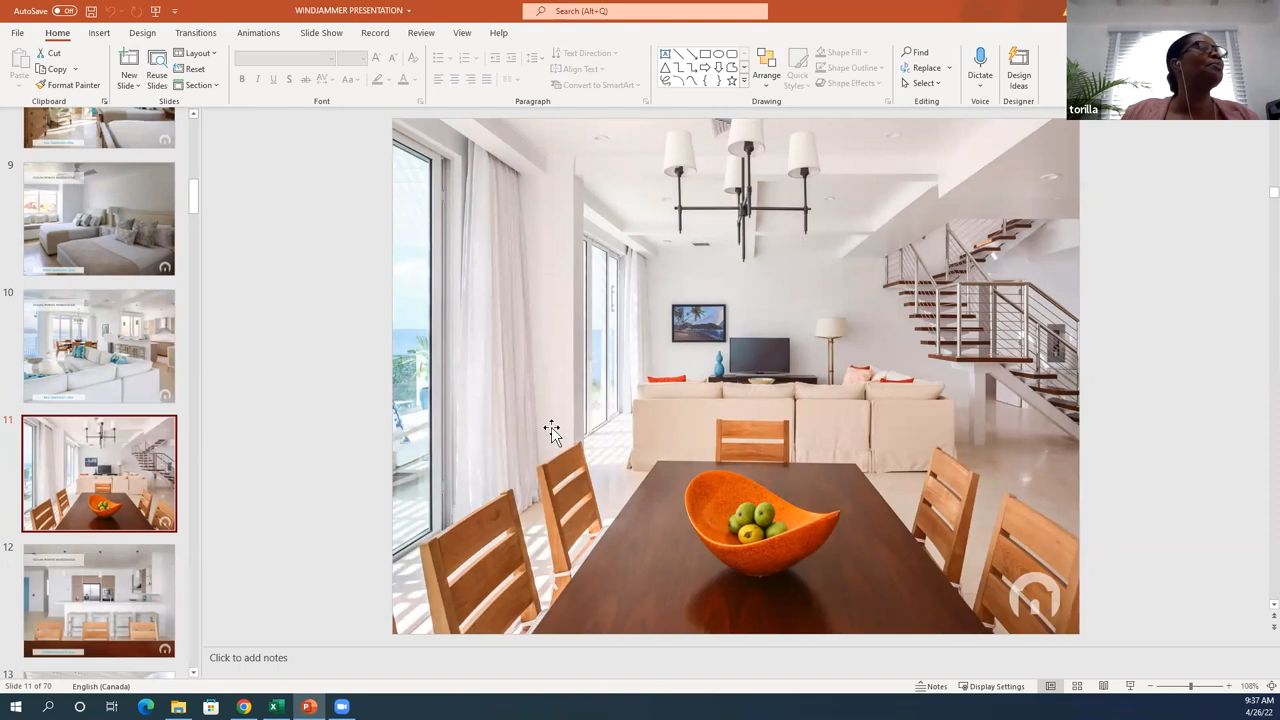 AutoSave Off
WINDJAMMER PRESENTATION
Search (Alt+Q)
File Home Insert Design Transitions Animations Slide Show Record Review View Help
Paste
Cut
Copy
Format Painter
Clipboard
New
Slide
Reuse
Slides
Layout
Reset
Section
Slides
B I U S ab AV Aa A
Font
Text Direction
Align Text
Convert to SmartArt
Paragraph
Arrange
Quick
Styles
Shape Fill
Shape Outline
Shape Effects
Drawing
Find
Replace
Select
Editing
Dictate
Voice
Design
Ideas
Designer
torilla
9
10
11
12
13
Click to add notes
Slide 11 of 70
English (Canada)
Notes
Display Settings
108%
9:37 AM
4/26/22